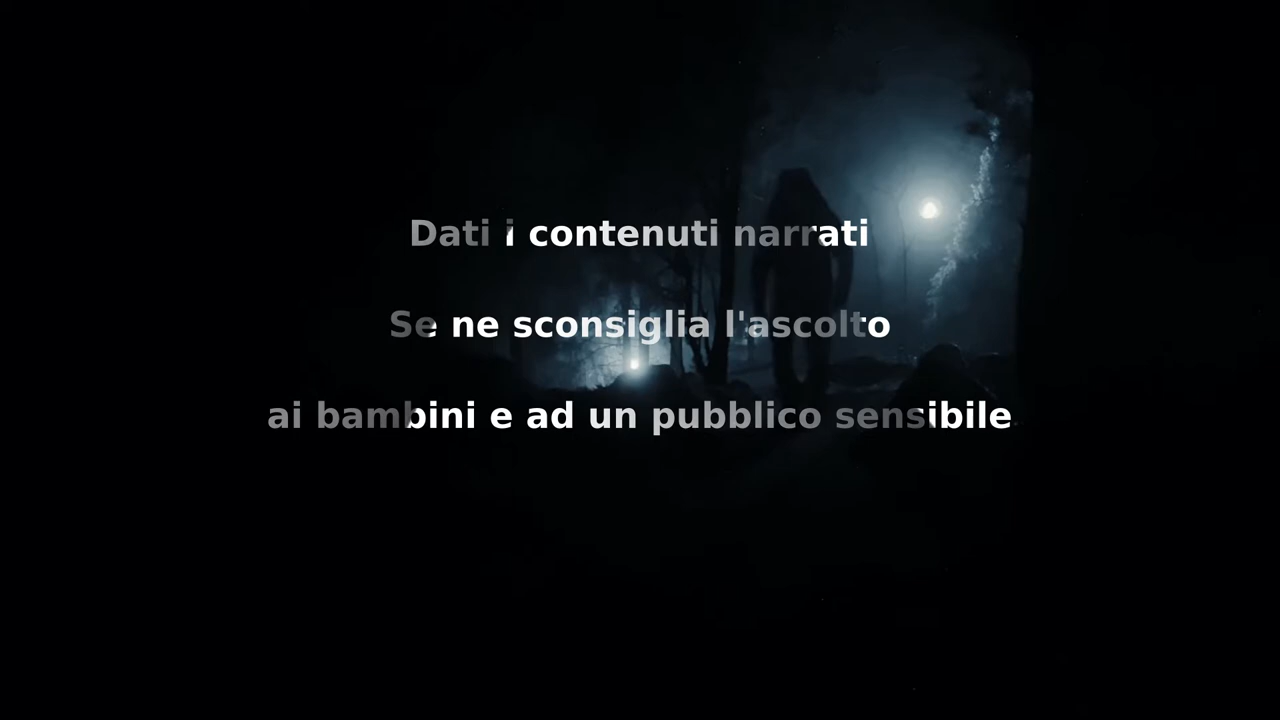 Dati i contenuti narrati
Se ne sconsiglia l'ascolto
ai bambini e ad un pubblico sensibile